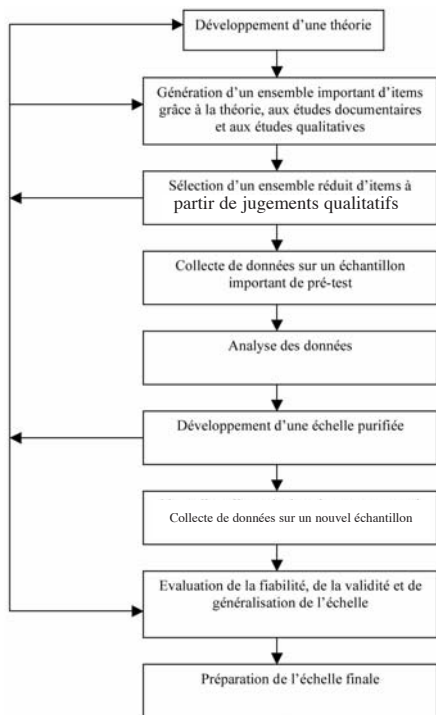 Développement d'une théorie
Génération d'un ensemble important d'items
grâce à la théorie, aux études documentaires
et aux études qualitatives
Sélection d'un ensemble réduit d'items à
partir de jugements qualitatifs
Collecte de données sur un échantillon
important de pré-test
Analyse des données
Développement d'une échelle purifiée
Collecte de données sur un nouvel échantillon
Evaluation de la fiabilité, de la validité et de
généralisation de l'échelle
Préparation de l'échelle finale